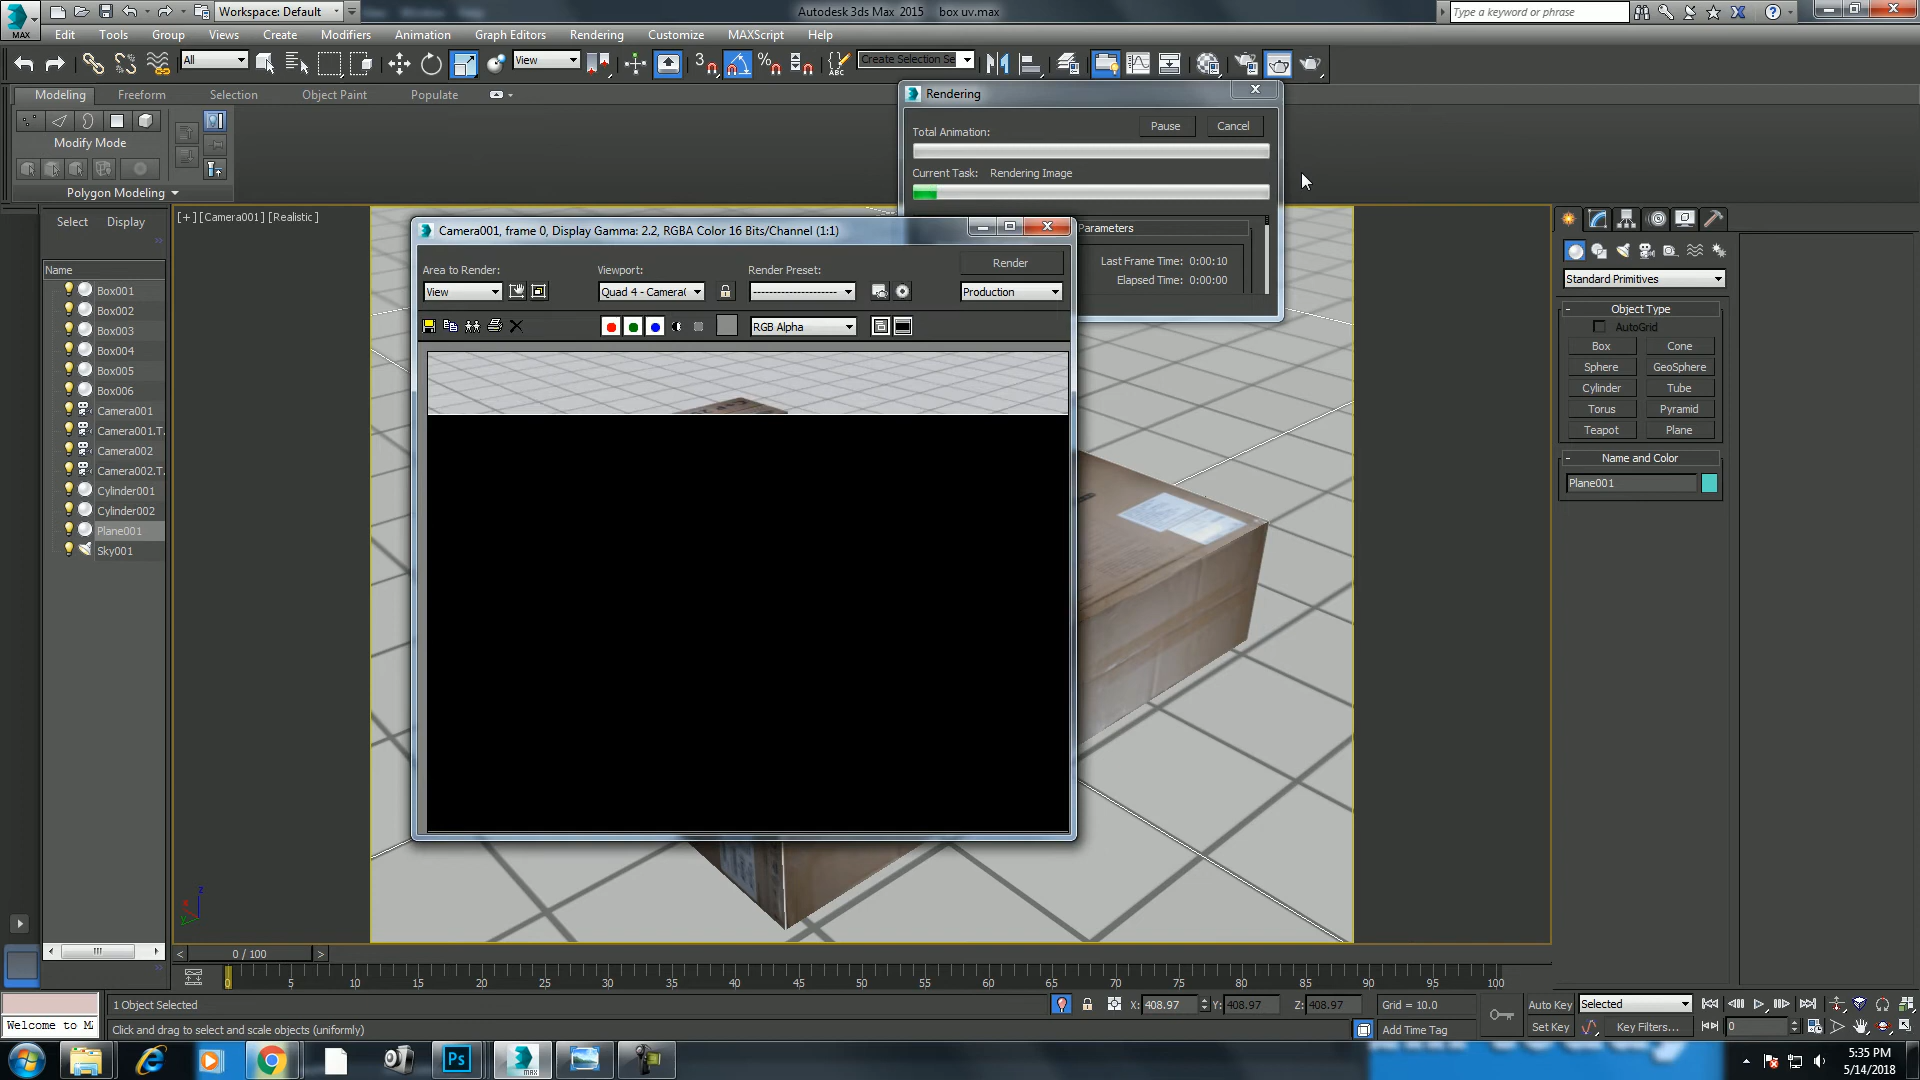 Workspace: Default
Autodesk 3ds Max 2015    box uv.max
Type a keyword or phrase
MAX
Edit Tools Group Views Create Modifiers Animation Graph Editors Rendering Customize MAXScript Help
All
View
3
ABC
Create Selection Se
Modeling Freeform Selection Object Paint Populate
Modify Mode
Polygon Modeling
Rendering
Total Animation:
Pause
Cancel
Current Task: Rendering Image
Parameters
Last Frame Time: 0:00:10
Elapsed Time: 0:00:00
Select Display
[+] [Camera001] [Realistic]
Camera001, frame 0, Display Gamma: 2.2, RGBA Color 16 Bits/Channel (1:1)
Area to Render:
View
Viewport:
Quad 4 - Camera(
Render Preset:
Render
Production
RGB Alpha
Name
Box001
Box002
Box003
Box004
Box005
Box006
Camera001
Camera001.T.
Camera002
Camera002.T.
Cylinder001
Cylinder002
Plane001
Sky001
Standard Primitives
Object Type
AutoGrid
Box Cone
Sphere GeoSphere
Cylinder Tube
Torus Pyramid
Teapot Plane
Name and Color
Plane001
z
x
y
0 / 100
0 5 10 15 20 25 30 35 40 45 50 55 60 65 70 75 80 85 90 95 100
1 Object Selected
X: 408.97 Y: 408.97 Z: 408.97 Grid = 10.0
Auto Key Selected
Welcome to M
Click and drag to select and scale objects (uniformly)
Add Time Tag
Set Key Key Filters...
0
Ps
MAX
5:35 PM
5/14/2018